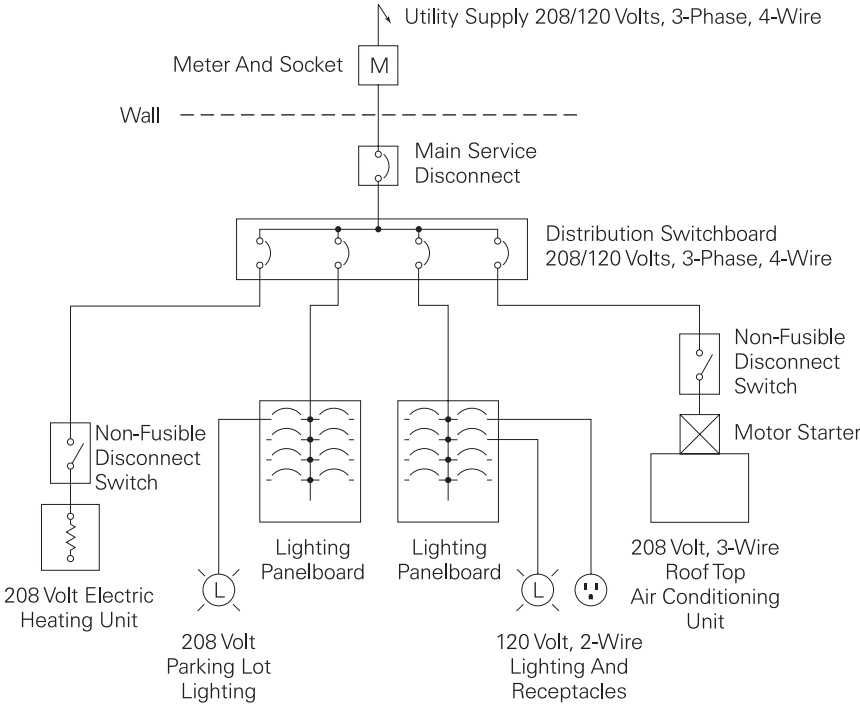 Utility Supply 208/120 Volts, 3-Phase, 4-Wire
Meter And Socket
M
Wall
Main Service
Disconnect
Distribution Switchboard
208/120 Volts, 3-Phase, 4-Wire
Non-Fusible
Disconnect
Switch
Motor Starter
Non-Fusible
Disconnect
Switch
208 Volt Electric
Heating Unit
Lighting
Panelboard
Lighting
Panelboard
208 Volt, 3-Wire
Roof Top
Air Conditioning
Unit
L
208 Volt
Parking Lot
Lighting
L
120 Volt, 2-Wire
Lighting And
Receptacles